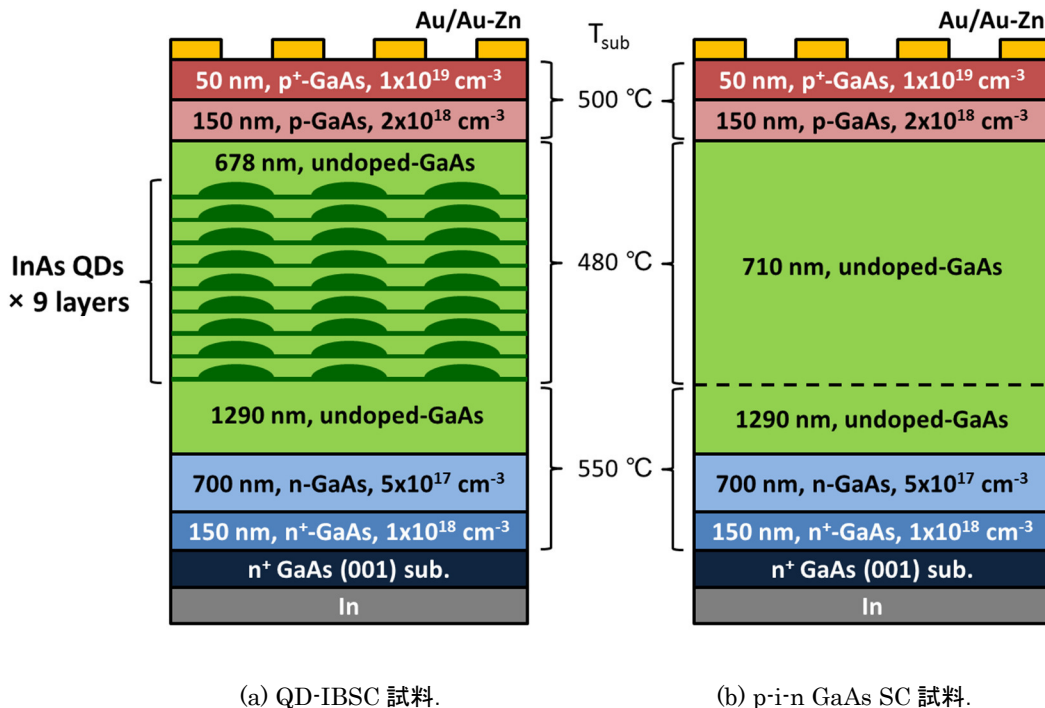 Au/Au-Zn
50 nm, p⁺-GaAs, 1x10¹⁹ cm⁻³
150 nm, p-GaAs, 2x10¹⁸ cm⁻³
678 nm, undoped-GaAs
InAs QDs
× 9 layers
1290 nm, undoped-GaAs
700 nm, n-GaAs, 5x10¹⁷ cm⁻³
150 nm, n⁺-GaAs, 1x10¹⁸ cm⁻³
n⁺ GaAs (001) sub.
In
(a) QD-IBSC 試料.
T_sub
500 ℃
480 ℃
550 ℃
Au/Au-Zn
50 nm, p⁺-GaAs, 1x10¹⁹ cm⁻³
150 nm, p-GaAs, 2x10¹⁸ cm⁻³
710 nm, undoped-GaAs
1290 nm, undoped-GaAs
700 nm, n-GaAs, 5x10¹⁷ cm⁻³
150 nm, n⁺-GaAs, 1x10¹⁸ cm⁻³
n⁺ GaAs (001) sub.
In
(b) p-i-n GaAs SC 試料.